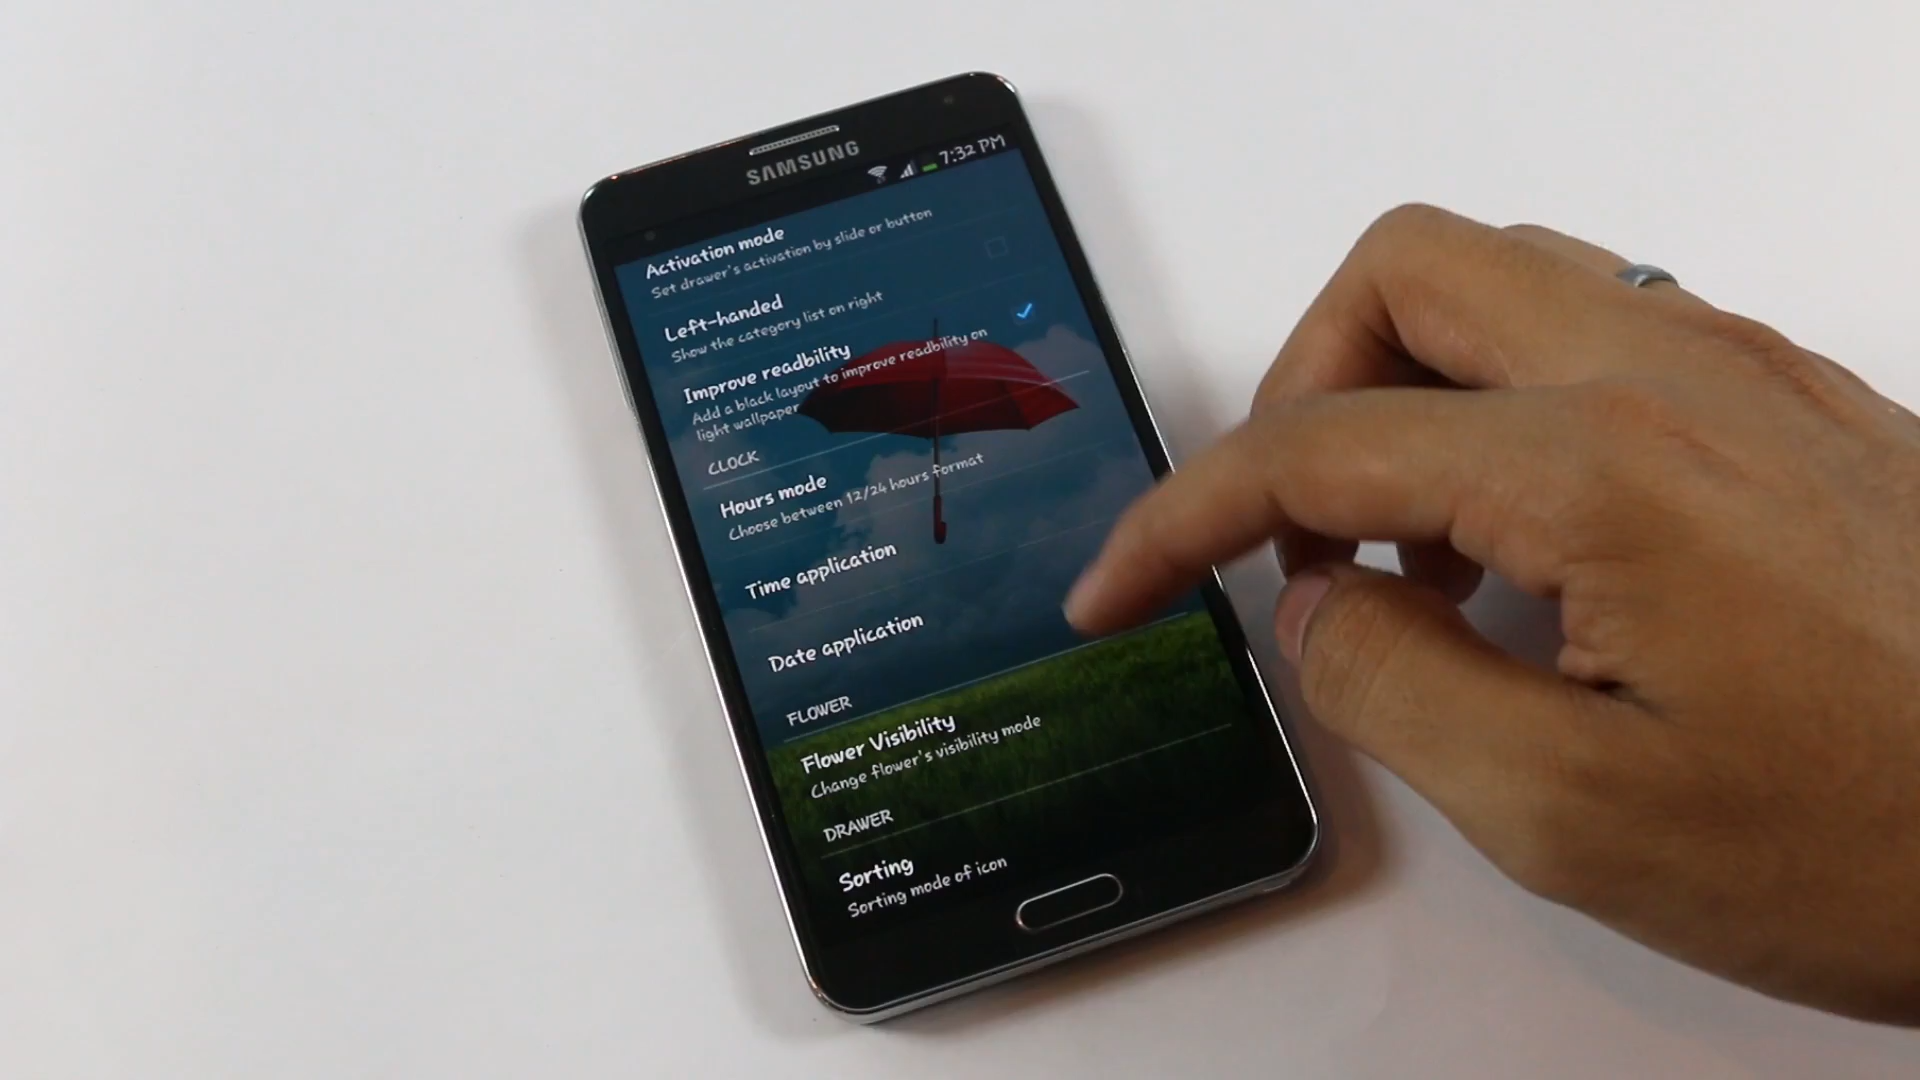 SAMSUNG
7:32 PM
Activation mode
Set drawer's activation by slide or button
Left-handed
Show the category list on right
Improve readbility
Add a black layout to improve readbility on
light wallpaper
CLOCK
Hours mode
Choose between 12/24 hours format
Time application
Date application
FLOWER
Flower Visibility
Change flower's visibility mode
DRAWER
Sorting
Sorting mode of icon